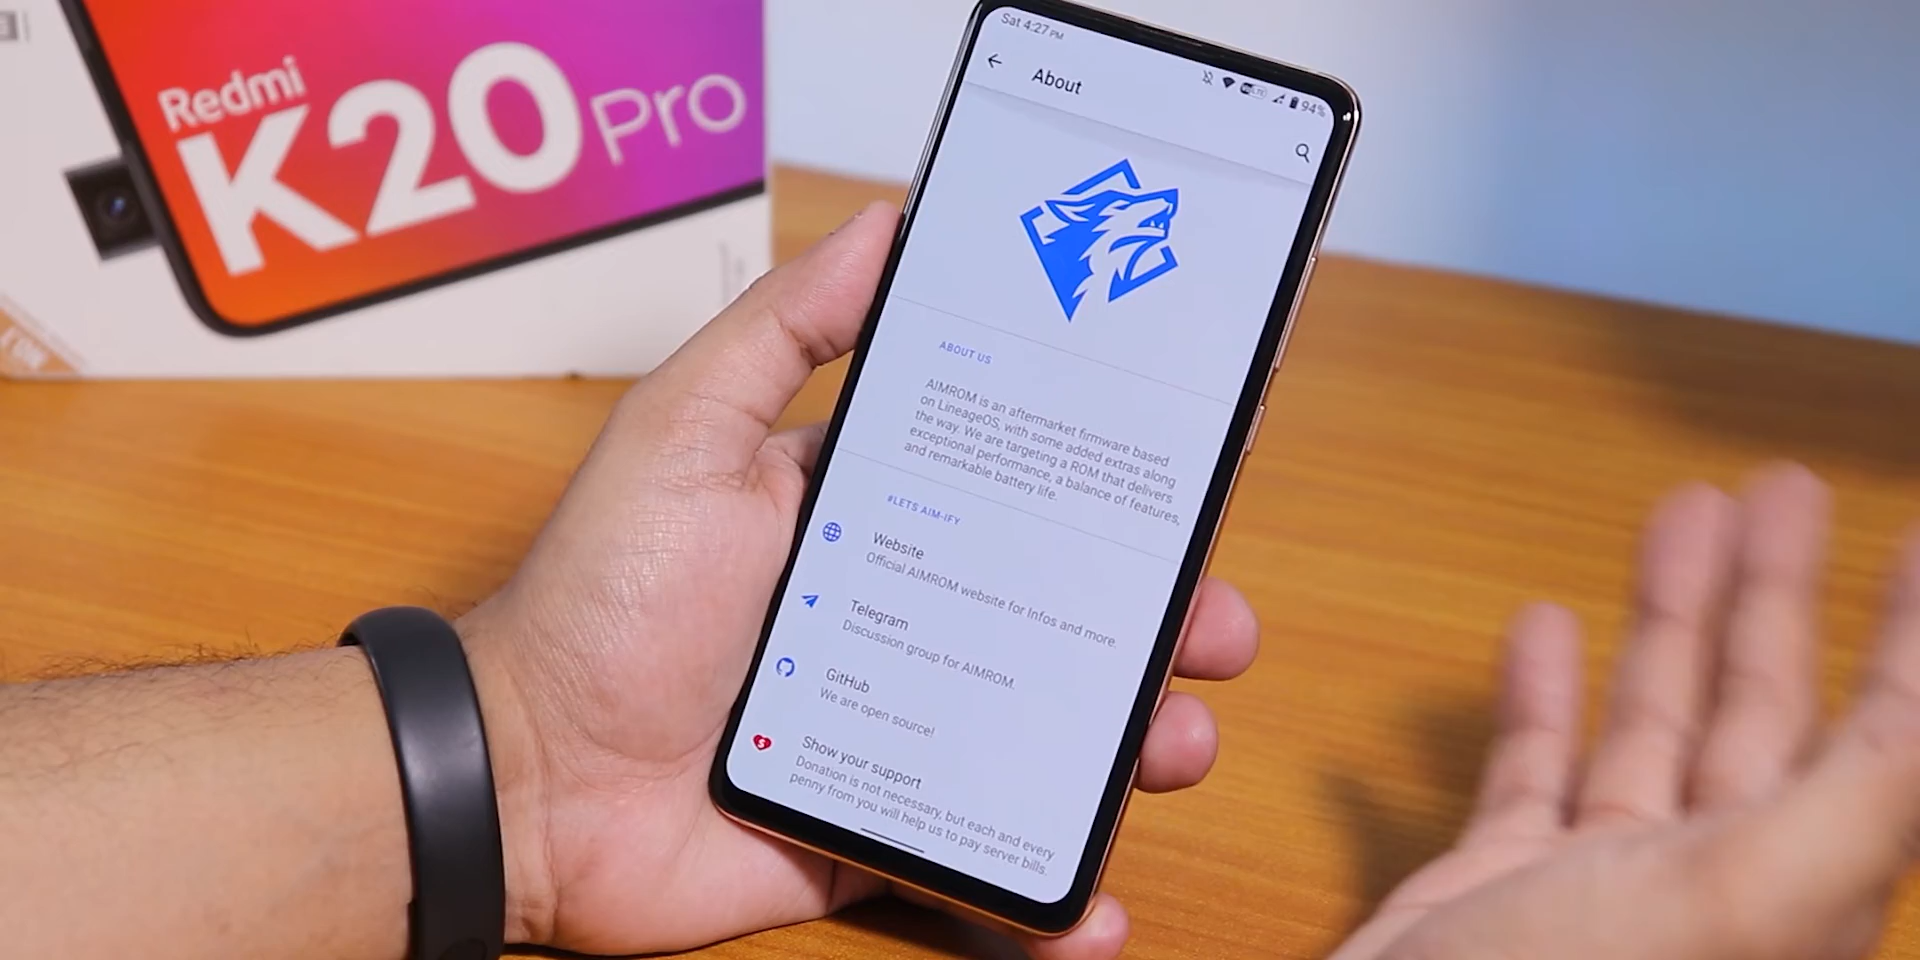 Redmi
K20 Pro
Sat 4:27 PM
94%
About
ABOUT US
AIMROM is an aftermarket firmware based
on LineageOS, with some added extras along
the way. We are targeting a ROM that delivers
exceptional performance, a balance of features,
and remarkable battery life.
#LETS AIM-IFY
Website
Official AIMROM website for Infos and more.
Telegram
Discussion group for AIMROM.
GitHub
We are open source!
Show your support
Donation is not necessary, but each and every
penny from you will help us to pay server bills.